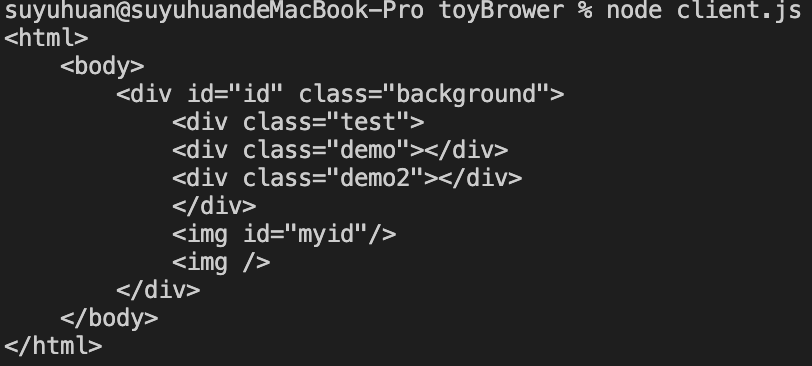 suyuhuan@suyuhuandeMacBook-Pro toyBrower % node client.js
<html>
    <body>
        <div id="id" class="background">
            <div class="test">
            <div class="demo"></div>
            <div class="demo2"></div>
            </div>
            <img id="myid"/>
            <img />
        </div>
    </body>
</html>